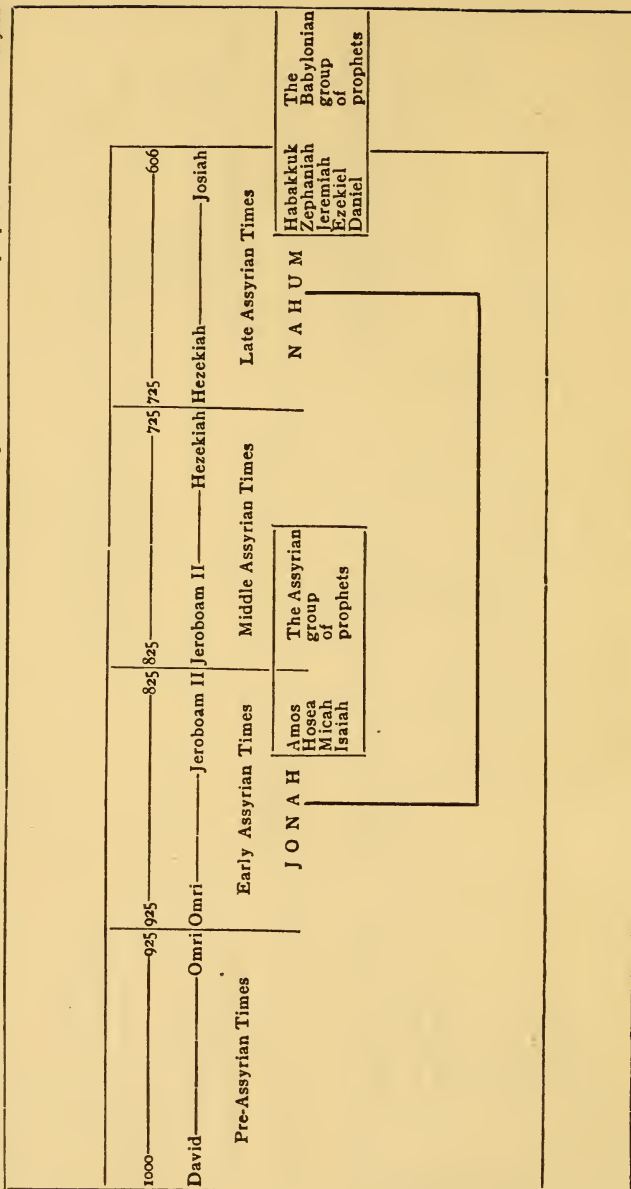 1000——925 925——825 825——725 725——606
David——Omri Omri——Jeroboam II Jeroboam II——Hezekiah Hezekiah——Josiah
Pre-Assyrian Times Early Assyrian Times Middle Assyrian Times Late Assyrian Times
JONAH
Amos
Hosea
Micah
Isaiah
The Assyrian
group
of
prophets
NAHUM
Habakkuk
Zephaniah
Jeremiah
Ezekiel
Daniel
The
Babylonian
group
of
prophets